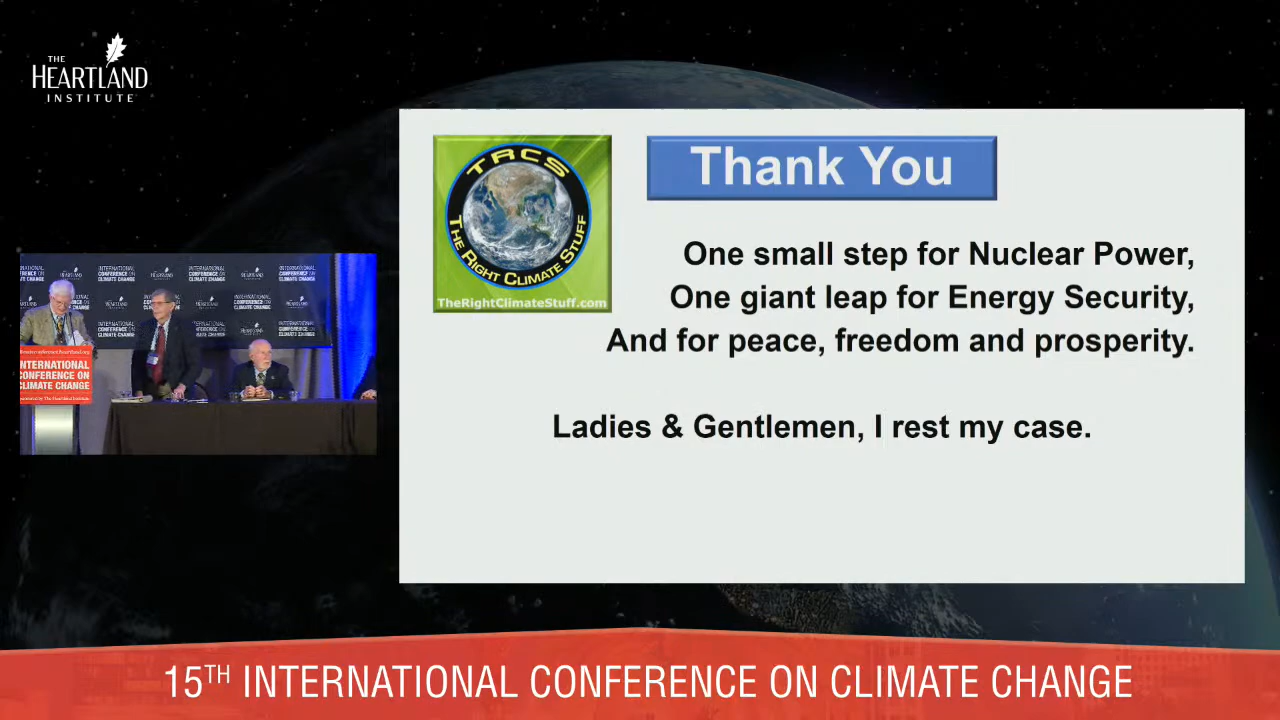 THE
HEARTLAND
INSTITUTE
TRCS
THE RIGHT CLIMATE STUFF
TheRightClimateStuff.com
Thank You
One small step for Nuclear Power,
One giant leap for Energy Security,
And for peace, freedom and prosperity.
Ladies & Gentlemen, I rest my case.
INTERNATIONAL
CONFERENCE ON
CLIMATE CHANGE
15TH INTERNATIONAL CONFERENCE ON CLIMATE CHANGE